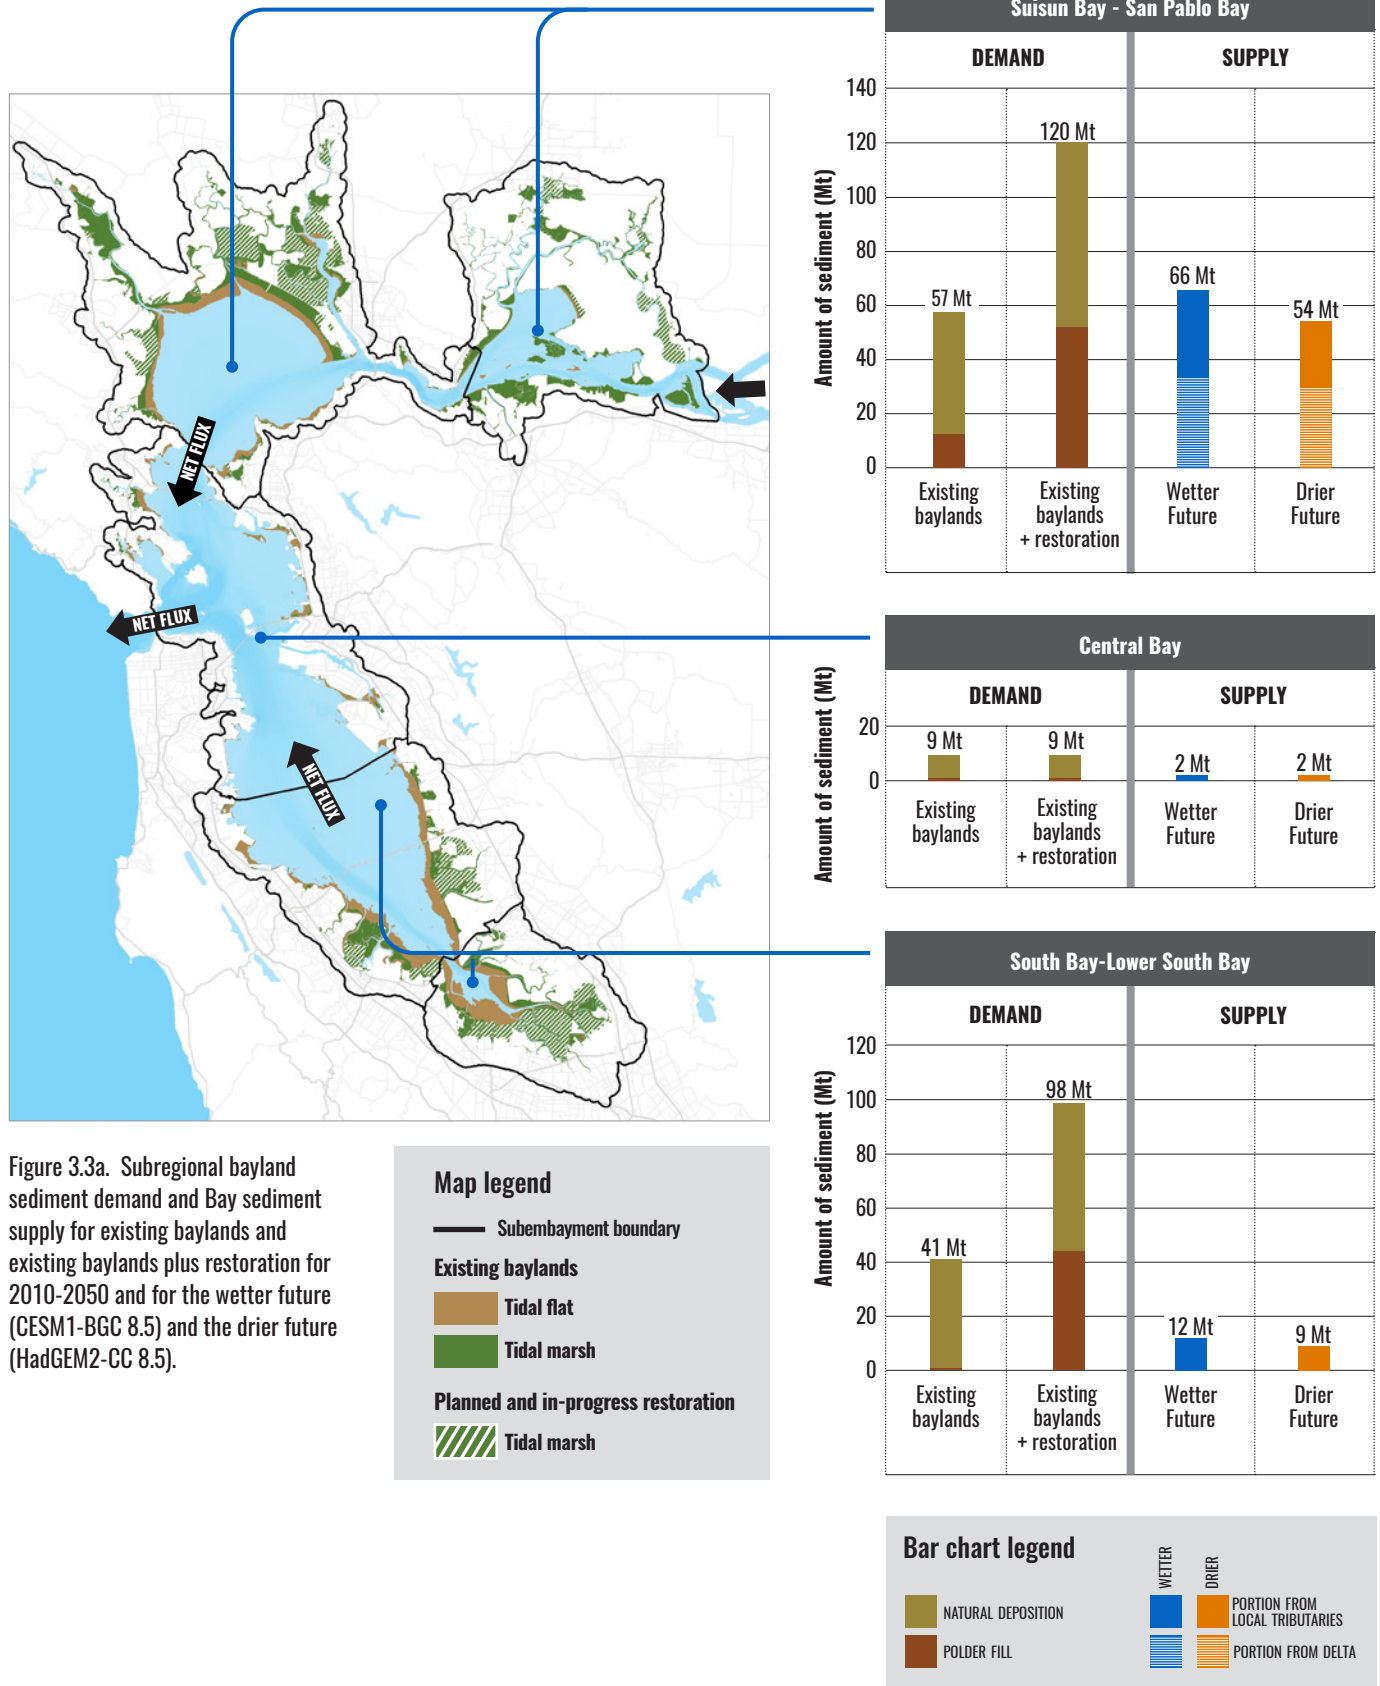 Suisun Bay - San Pablo Bay
DEMAND
SUPPLY
Amount of sediment (Mt)
140
120
100
80
60
40
20
0
57 Mt
120 Mt
66 Mt
54 Mt
Existing
baylands
Existing
baylands
+ restoration
Wetter
Future
Drier
Future
NET FLUX
NET FLUX
NET FLUX
Central Bay
DEMAND
SUPPLY
Amount of sediment (Mt)
20
0
9 Mt
9 Mt
2 Mt
2 Mt
Existing
baylands
Existing
baylands
+ restoration
Wetter
Future
Drier
Future
South Bay-Lower South Bay
DEMAND
SUPPLY
Amount of sediment (Mt)
120
100
80
60
40
20
0
41 Mt
98 Mt
12 Mt
9 Mt
Existing
baylands
Existing
baylands
+ restoration
Wetter
Future
Drier
Future
Figure 3.3a. Subregional bayland
sediment demand and Bay sediment
supply for existing baylands and
existing baylands plus restoration for
2010-2050 and for the wetter future
(CESM1-BGC 8.5) and the drier future
(HadGEM2-CC 8.5).
Map legend
Subembayment boundary
Existing baylands
Tidal flat
Tidal marsh
Planned and in-progress restoration
Tidal marsh
Bar chart legend
WETTER
DRIER
NATURAL DEPOSITION
POLDER FILL
PORTION FROM
LOCAL TRIBUTARIES
PORTION FROM DELTA